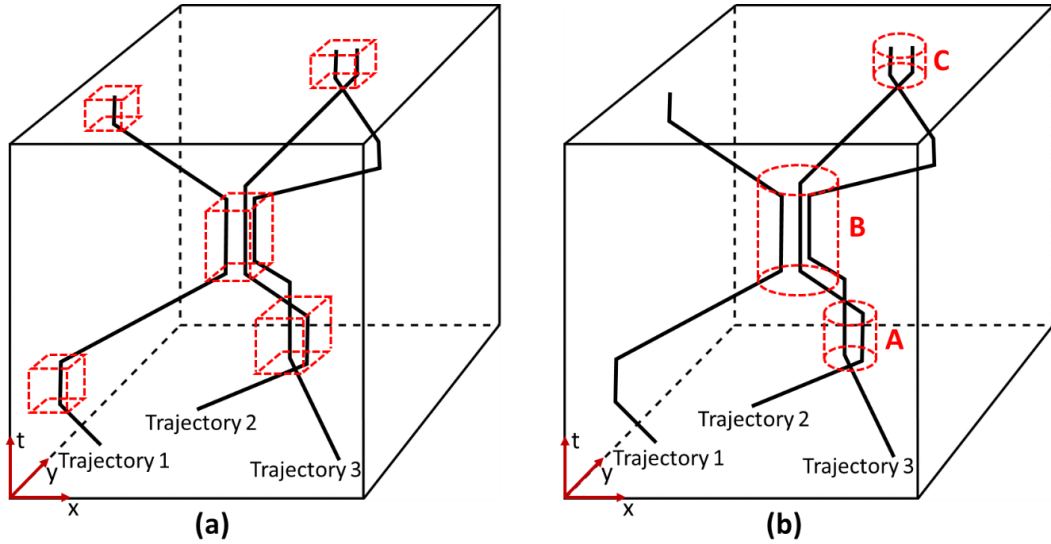 Trajectory 2
Trajectory 1
Trajectory 3
t
y
x
(a)
C
B
A
Trajectory 2
Trajectory 1
Trajectory 3
t
y
x
(b)